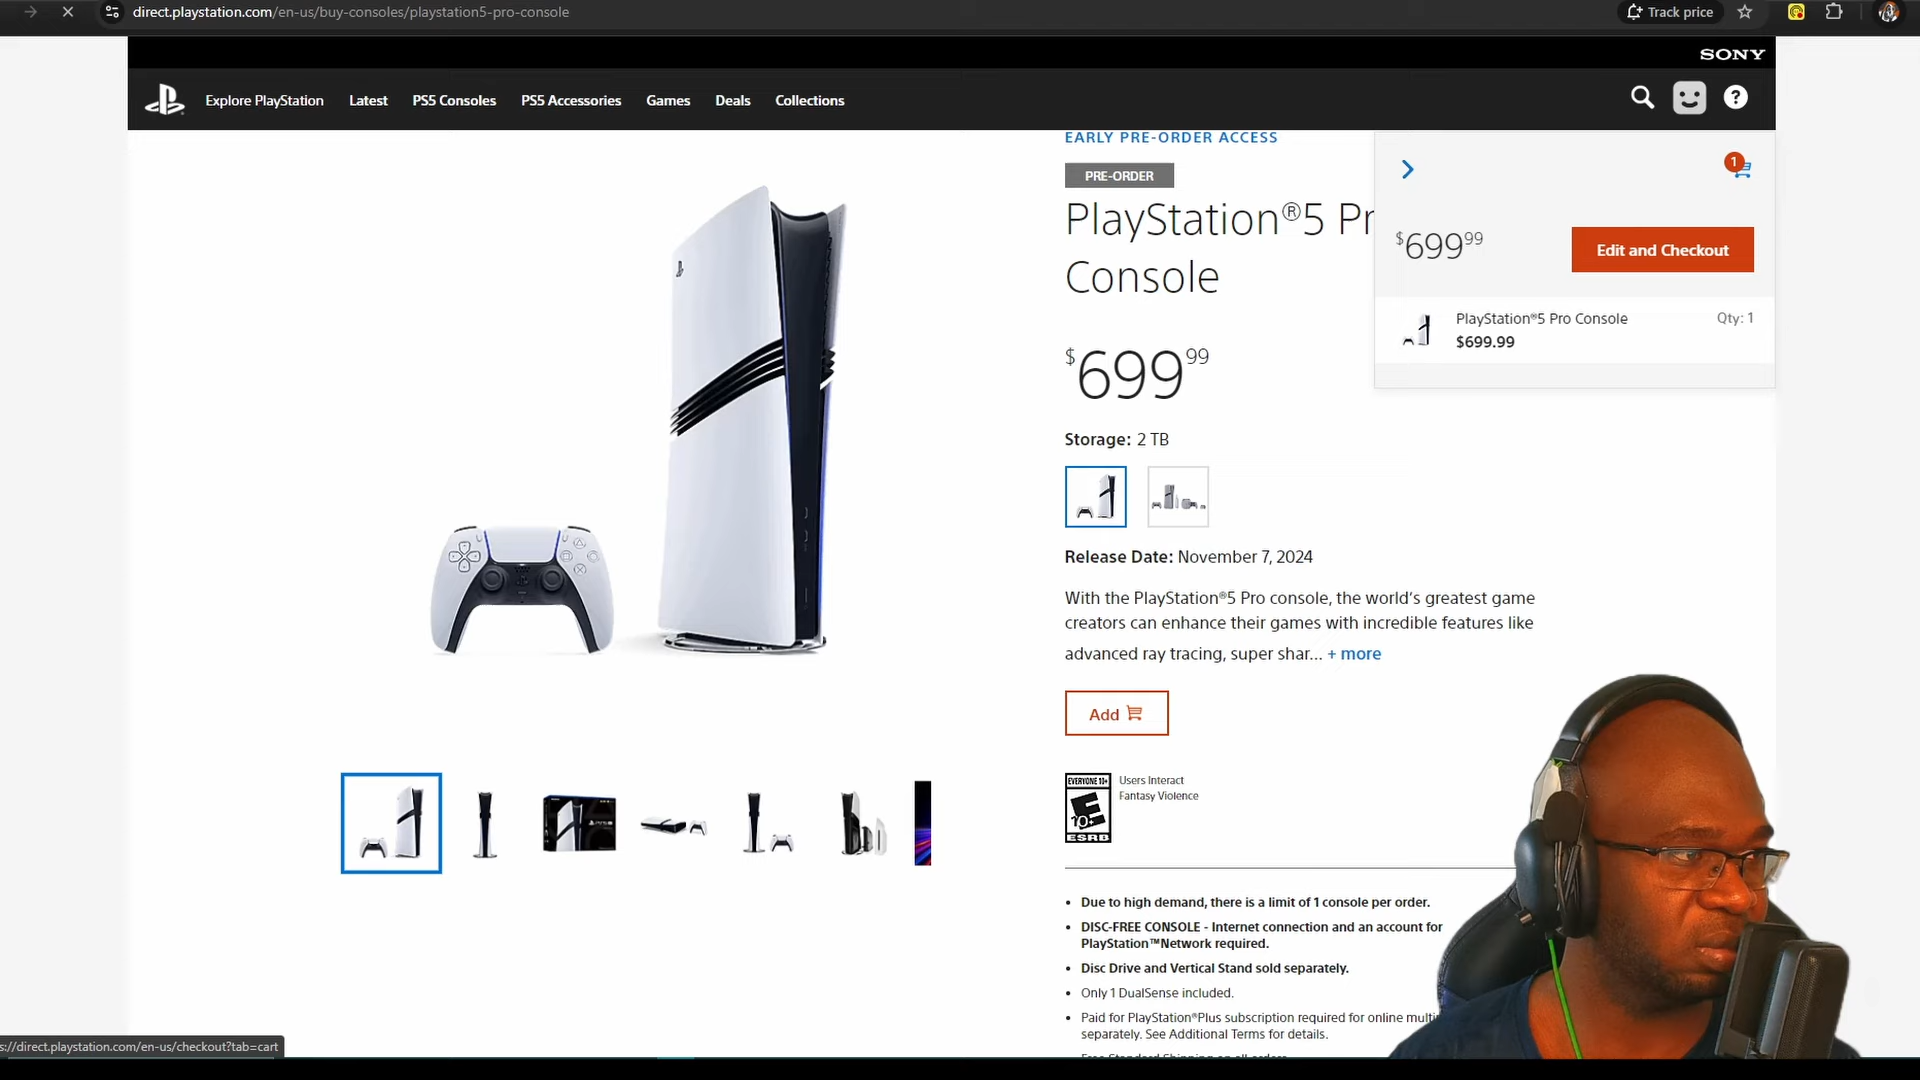 direct.playstation.com/en-us/buy-consoles/playstation5-pro-console
Track price
SONY
Explore PlayStation
Latest
PS5 Consoles
PS5 Accessories
Games
Deals
Collections
?
EARLY PRE-ORDER ACCESS
PRE-ORDER
PlayStation®5 Pr
Console
$699.99
Storage: 2 TB
Release Date: November 7, 2024
With the PlayStation®5 Pro console, the world's greatest game
creators can enhance their games with incredible features like
advanced ray tracing, super shar... + more
Add
EVERYONE 10+
E
10+
ESRB
Users Interact
Fantasy Violence
• Due to high demand, there is a limit of 1 console per order.
• DISC-FREE CONSOLE - Internet connection and an account for
PlayStation™Network required.
• Disc Drive and Vertical Stand sold separately.
• Only 1 DualSense included.
• Paid for PlayStation®Plus subscription required for online multi
separately. See Additional Terms for details.
Free Standard Shipping on all orders
1
$699.99
Edit and Checkout
PlayStation®5 Pro Console
Qty: 1
$699.99
s://direct.playstation.com/en-us/checkout?tab=cart